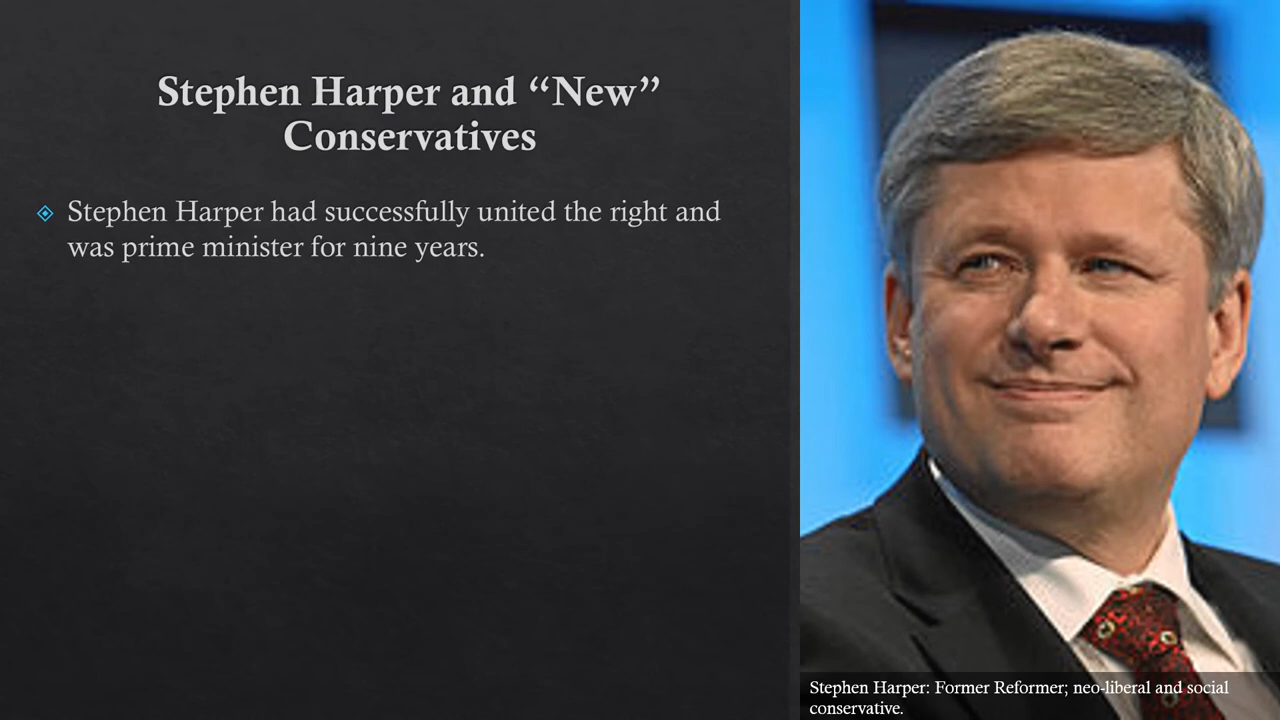 Stephen Harper and “New”
Conservatives
Stephen Harper had successfully united the right and
was prime minister for nine years.
Stephen Harper: Former Reformer; neo-liberal and social
conservative.